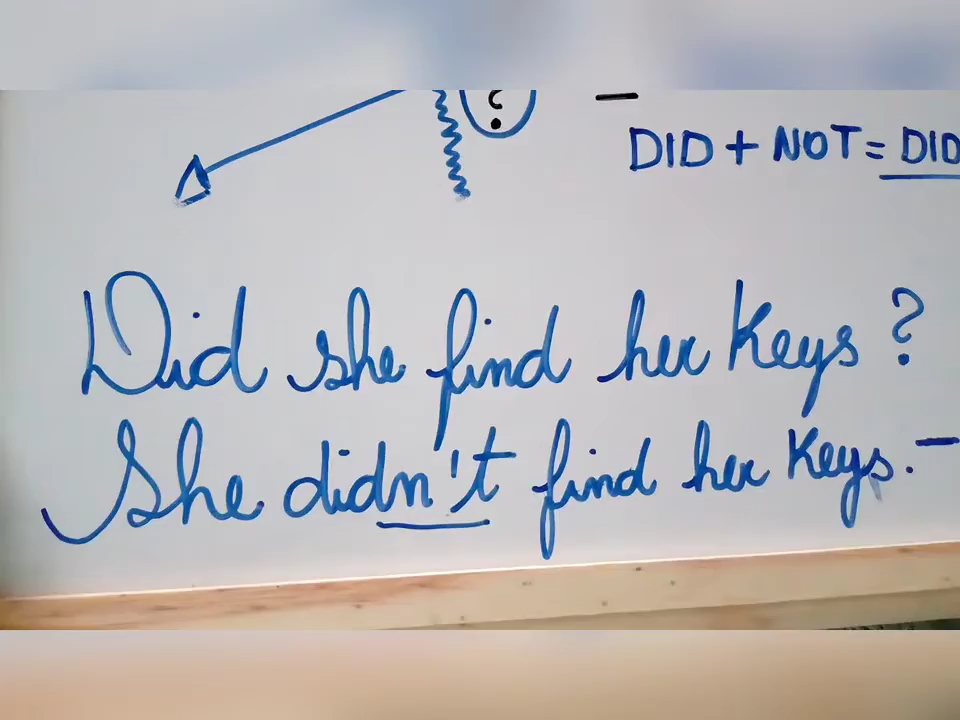 ?
DID + NOT = DID
Did she find her Keys ?
She didn't find her Keys. -